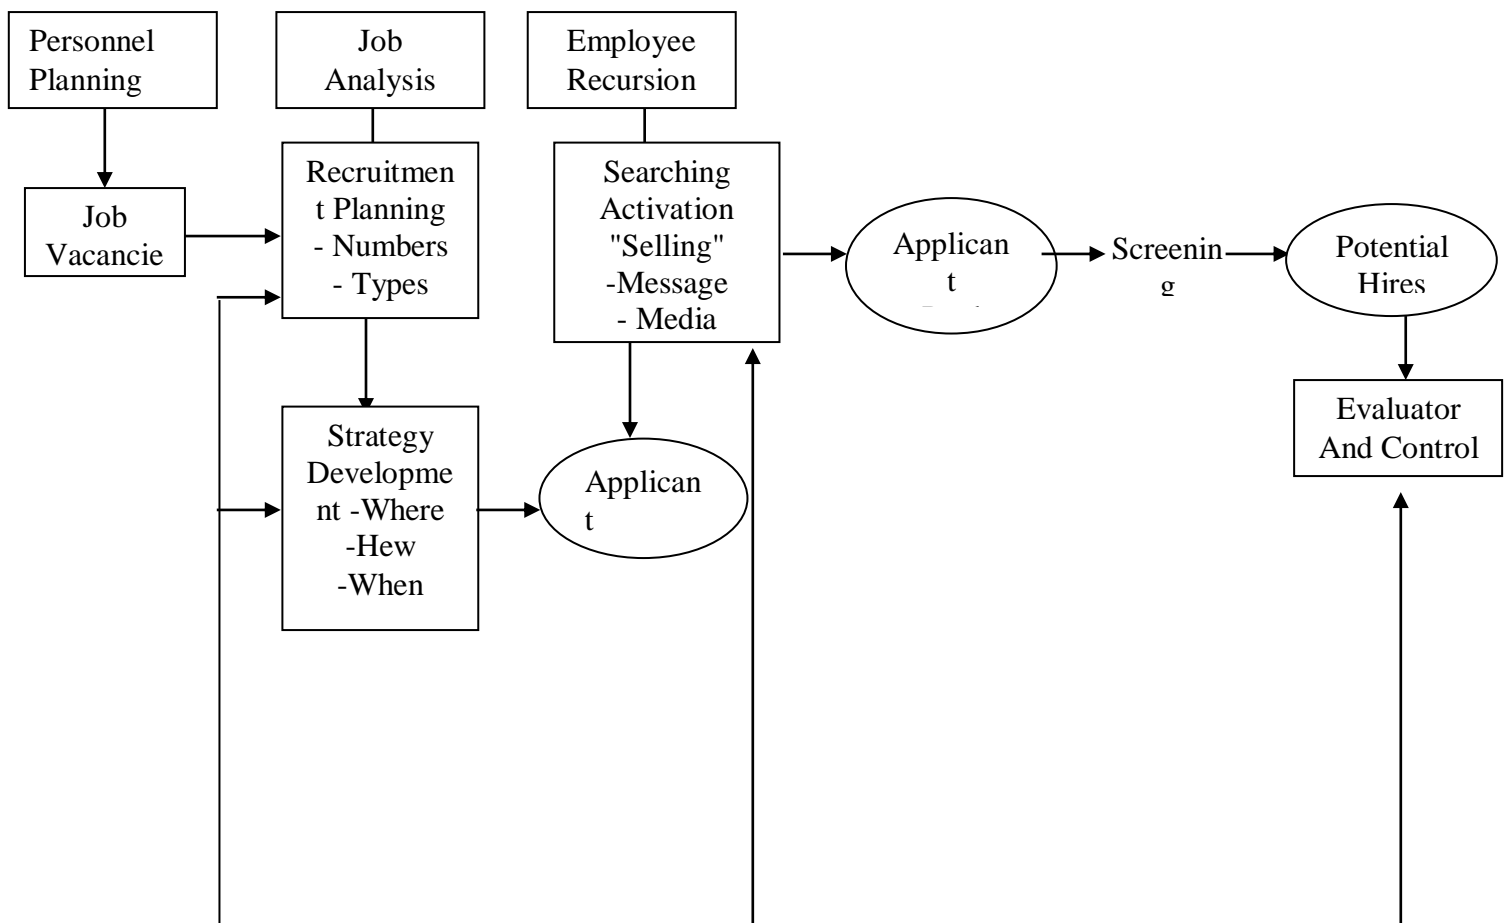 Personnel
Planning
Job
Analysis
Employee
Recursion
Job
Vacancie
Recruitmen
t Planning
- Numbers
- Types
Searching
Activation
"Selling"
-Message
- Media
Applican
t
Screenin
g
Potential
Hires
Evaluator
And Control
Strategy
Developme
nt -Where
-Hew
-When
Applican
t